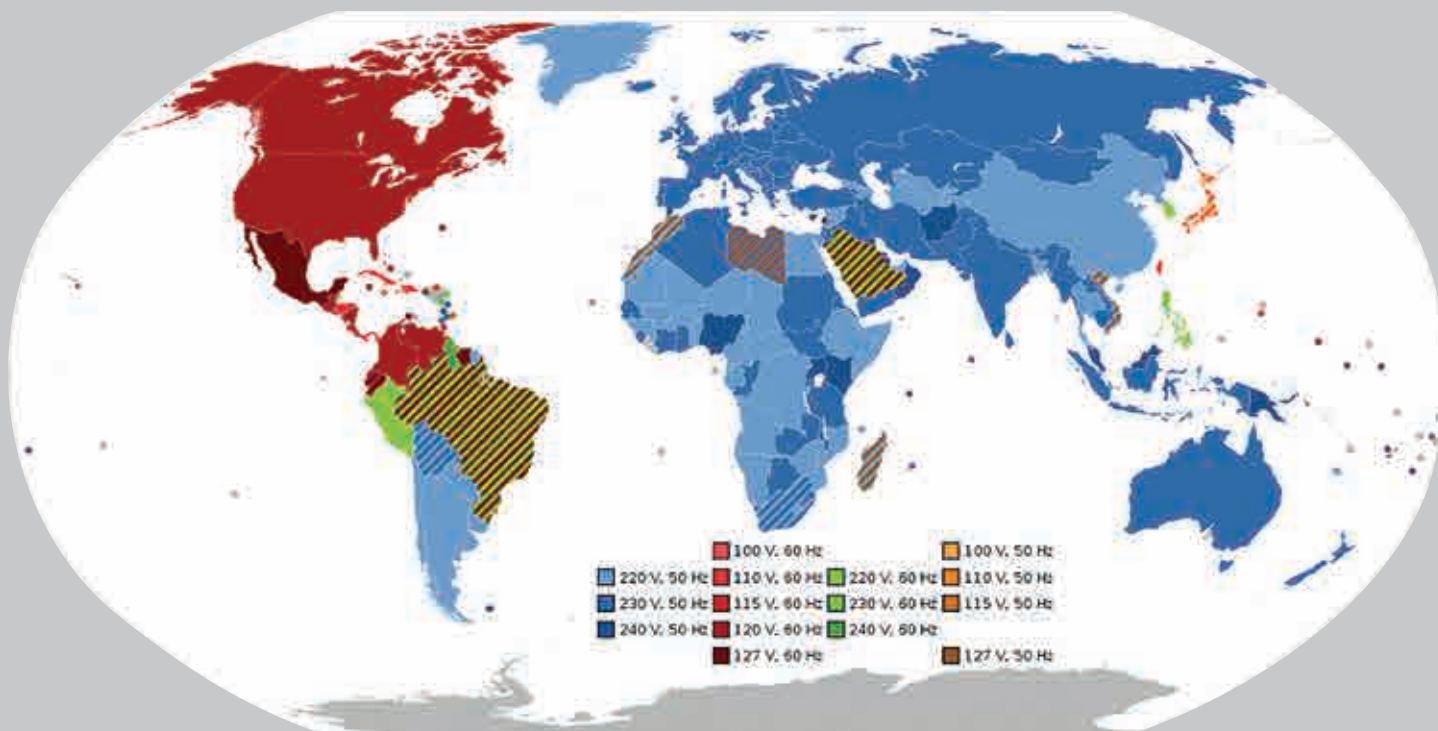 100 V, 60 Hz 100 V, 50 Hz
220 V, 50 Hz 110 V, 60 Hz 220 V, 60 Hz 110 V, 50 Hz
230 V, 50 Hz 115 V, 60 Hz 230 V, 60 Hz 115 V, 50 Hz
240 V, 50 Hz 120 V, 60 Hz 240 V, 60 Hz
127 V, 60 Hz 127 V, 50 Hz